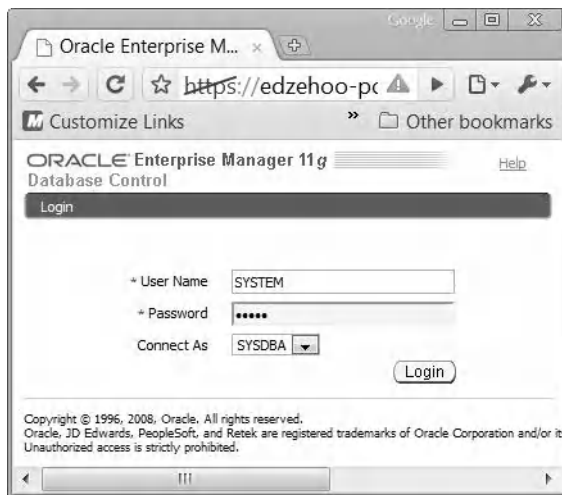 Google
Oracle Enterprise M...
https://edzehoo-pc
Customize Links
»
Other bookmarks
ORACLE Enterprise Manager 11g
Help
Database Control
Login
* User Name SYSTEM
* Password •••••
Connect As SYSDBA
Login
Copyright © 1996, 2008, Oracle. All rights reserved.
Oracle, JD Edwards, PeopleSoft, and Retek are registered trademarks of Oracle Corporation and/or it
Unauthorized access is strictly prohibited.